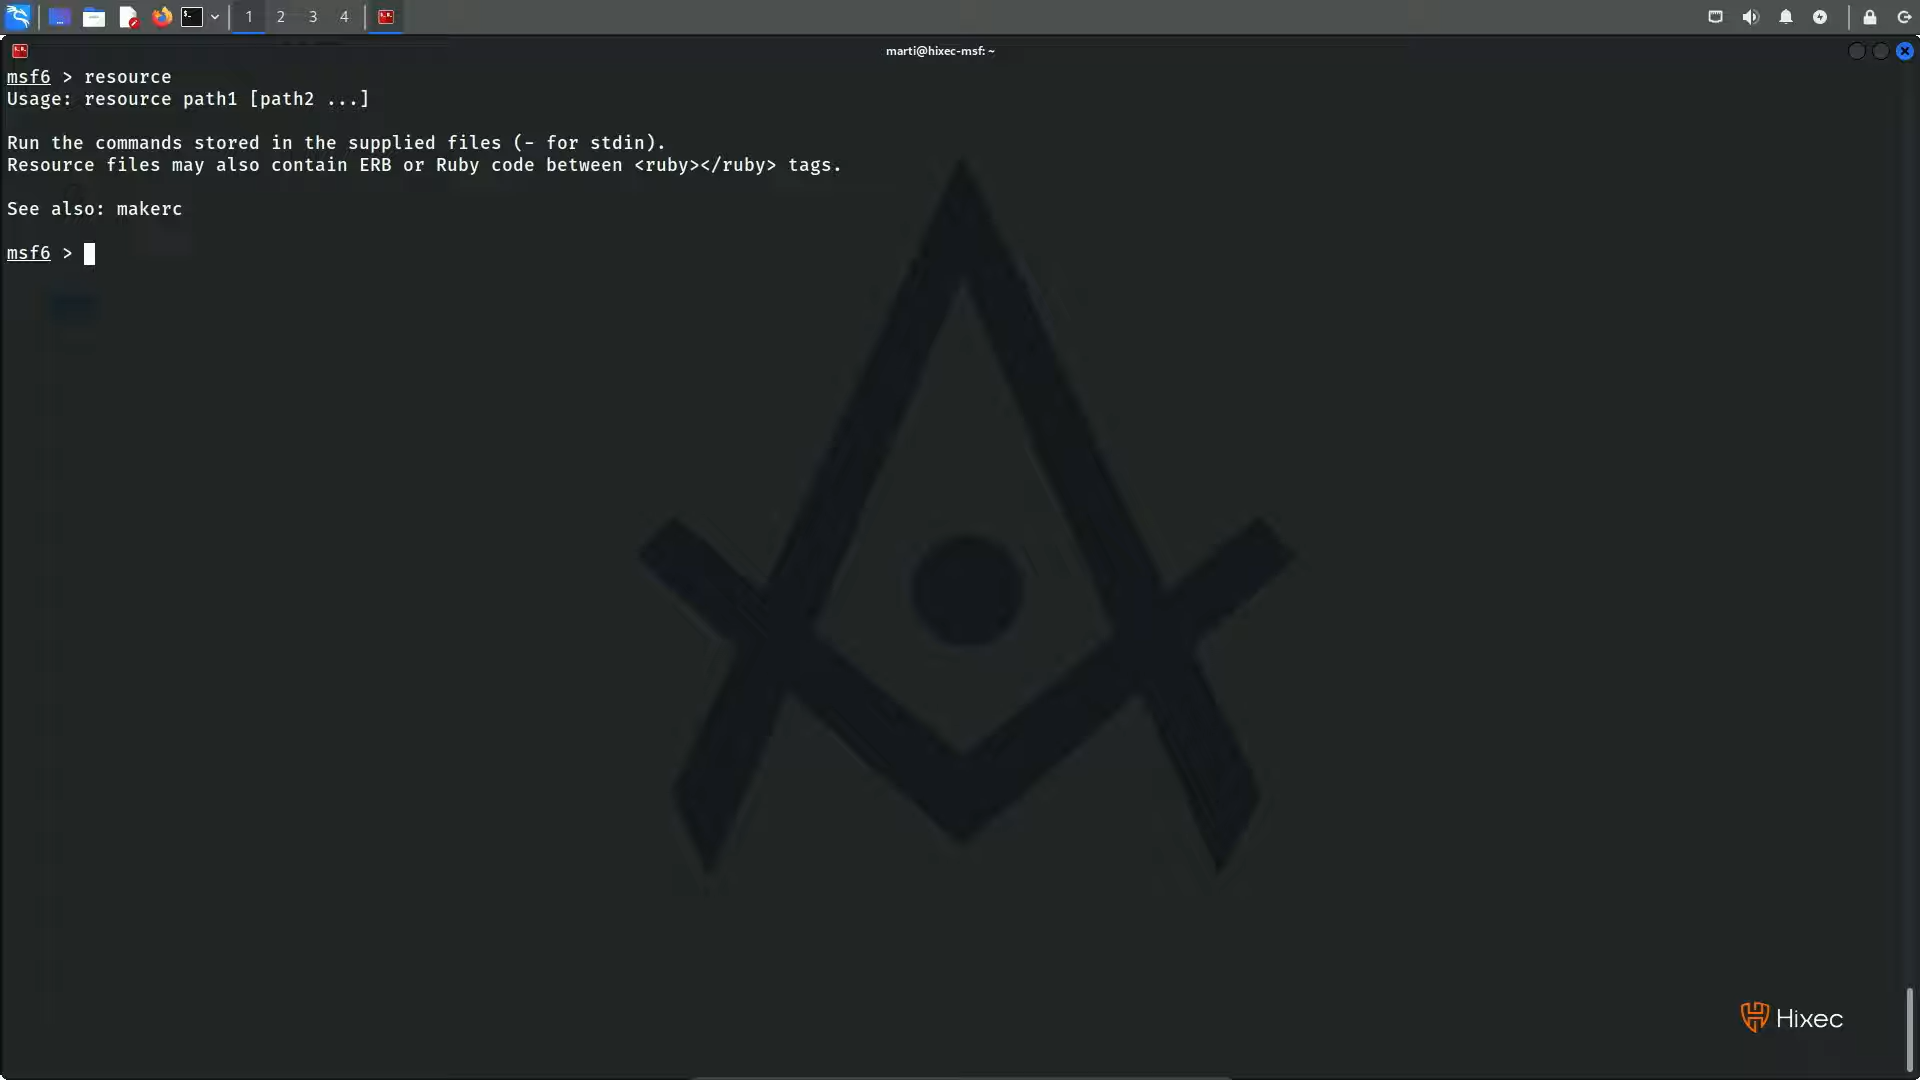 1 2 3 4
marti@hixec-msf: ~
msf6 > resource
Usage: resource path1 [path2 ...]
Run the commands stored in the supplied files (- for stdin).
Resource files may also contain ERB or Ruby code between <ruby></ruby> tags.
See also: makerc
msf6 >
Hixec